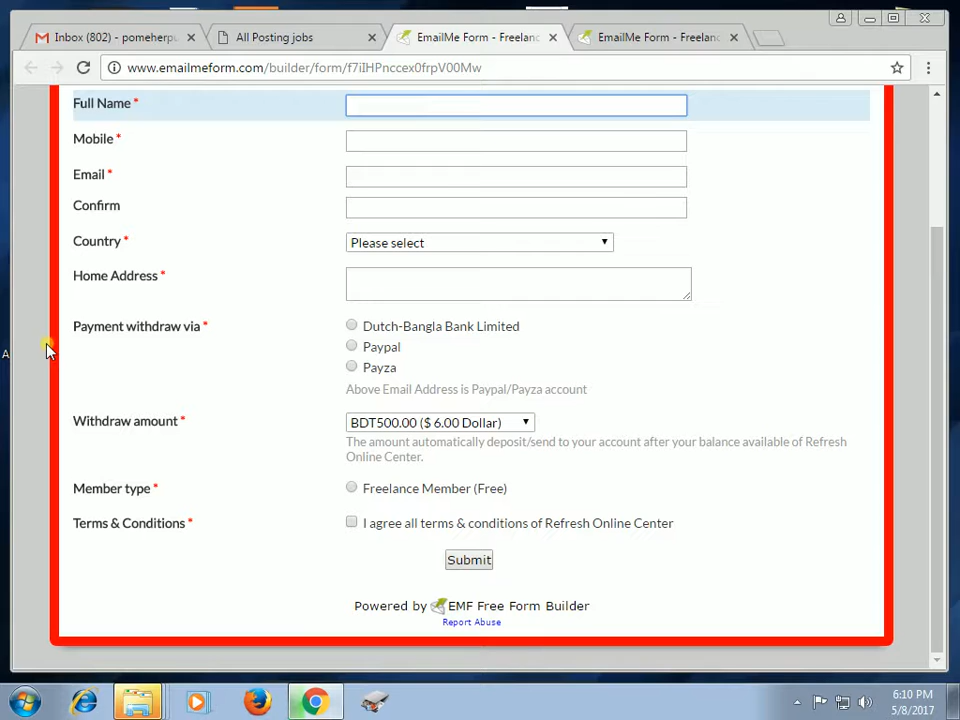 Inbox (802) - pomeherpu
All Posting jobs
EmailMe Form - Freelanc
EmailMe Form - Freelanc
www.emailmeform.com/builder/form/f7iIHPnccex0frpV00Mw
Full Name *
Mobile *
Email *
Confirm
Country *
Please select
Home Address *
Payment withdraw via *
Dutch-Bangla Bank Limited
Paypal
Payza
Above Email Address is Paypal/Payza account
Withdraw amount *
BDT500.00 ($ 6.00 Dollar)
The amount automatically deposit/send to your account after your balance available of Refresh
Online Center.
Member type *
Freelance Member (Free)
Terms & Conditions *
I agree all terms & conditions of Refresh Online Center
Submit
Powered by EMF Free Form Builder
Report Abuse
A
6:10 PM
5/8/2017